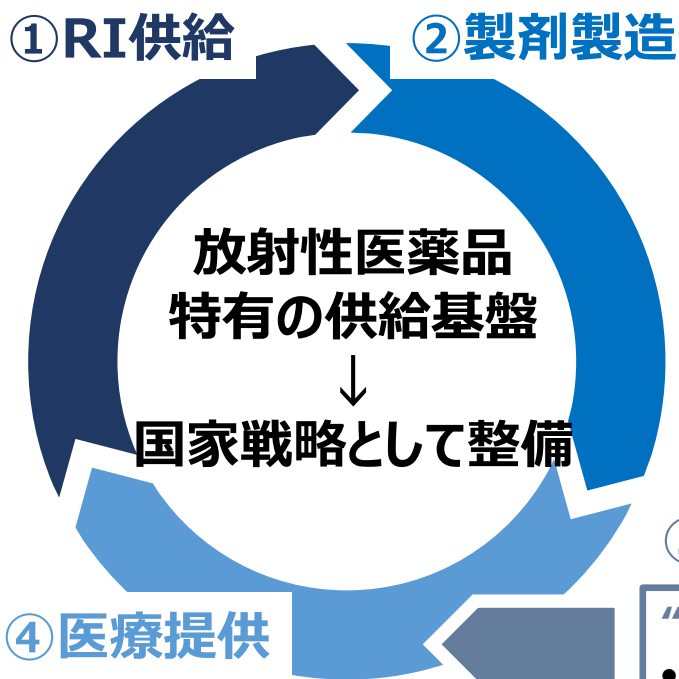 ①RI供給
②製剤製造
放射性医薬品
特有の供給基盤
↓
国家戦略として整備
④医療提供
“
•